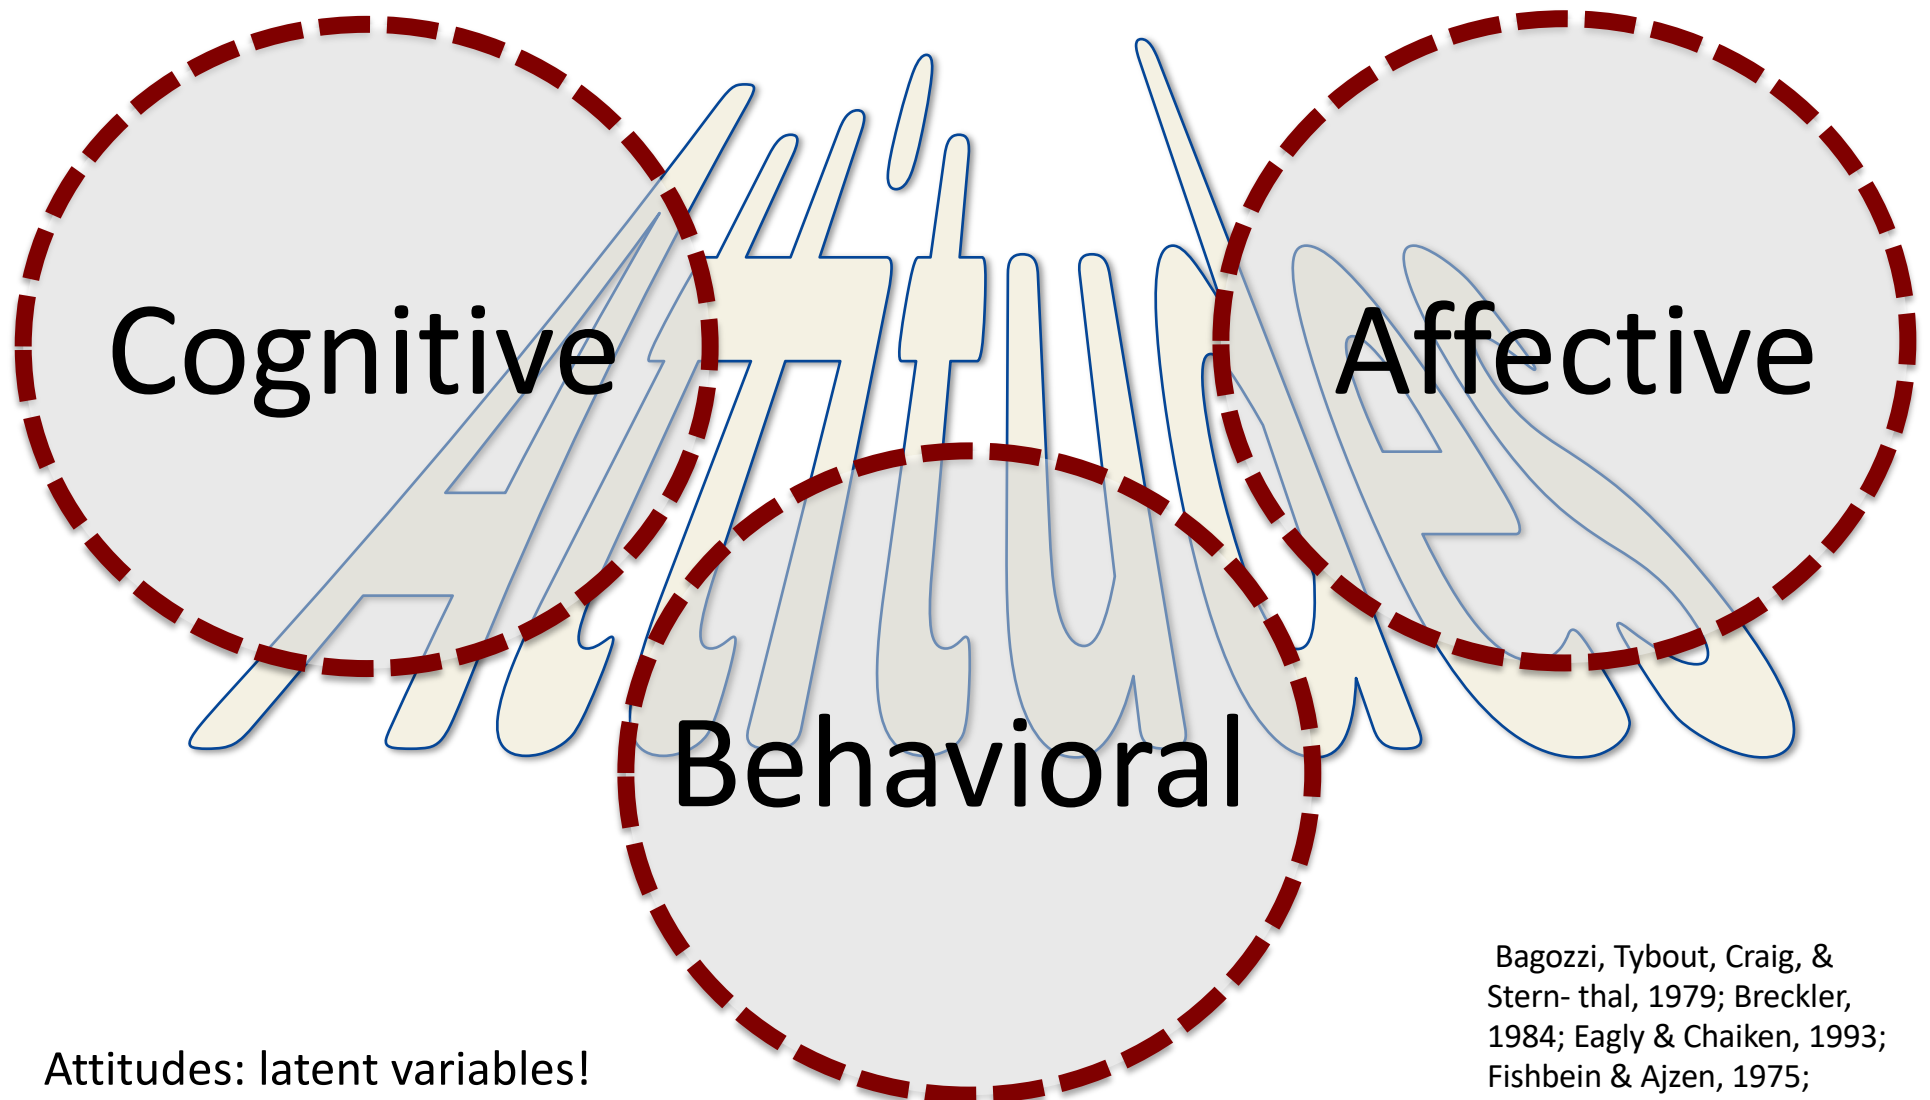 Attitudes
Cognitive
Affective
Behavioral
Bagozzi, Tybout, Craig, &
Stern- thal, 1979; Breckler,
1984; Eagly & Chaiken, 1993;
Fishbein & Ajzen, 1975;
Attitudes: latent variables!